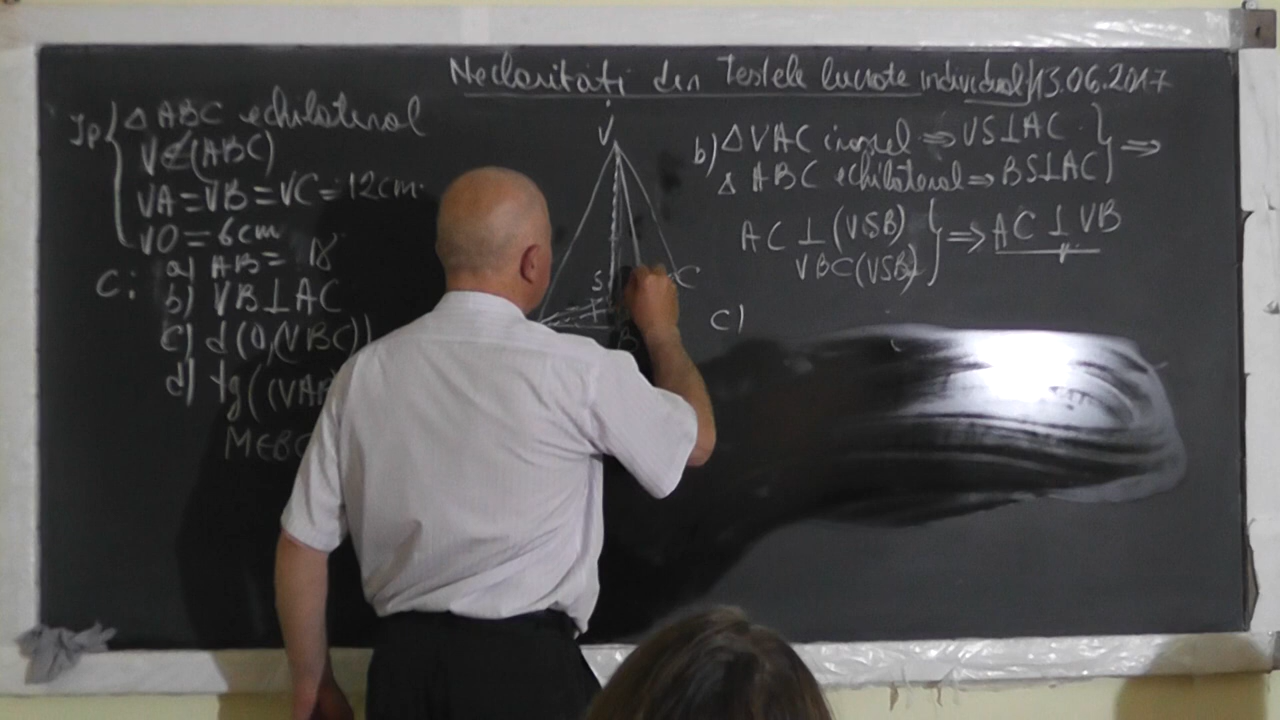 Neclarități din Testele lucrate individual/13.06.2017
Ip { △ ABC echilateral
V∉(ABC)
VA=VB=VC=12cm
VO=6cm
C: a) AB= 18
b) VB⊥AC
c) d(O,(VBC))
d) tg((VA
M∈BC
V
S
C
B
b) △VAC isoscel ⇒ VS⊥AC } ⇒
△ ABC echilateral ⇒ BS⊥AC
AC ⊥ (VSB) } ⇒ AC ⊥ VB
VB⊂(VSB)
c)